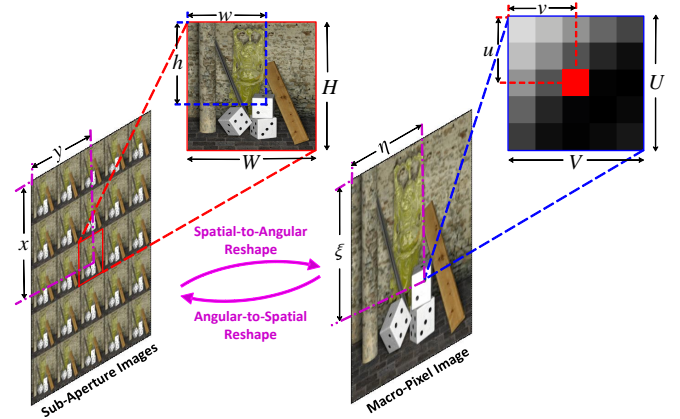 w
h
H
W
v
u
U
V
y
x
η
ξ
Spatial-to-Angular
Reshape
Angular-to-Spatial
Reshape
Sub-Aperture Images
Macro-Pixel Image